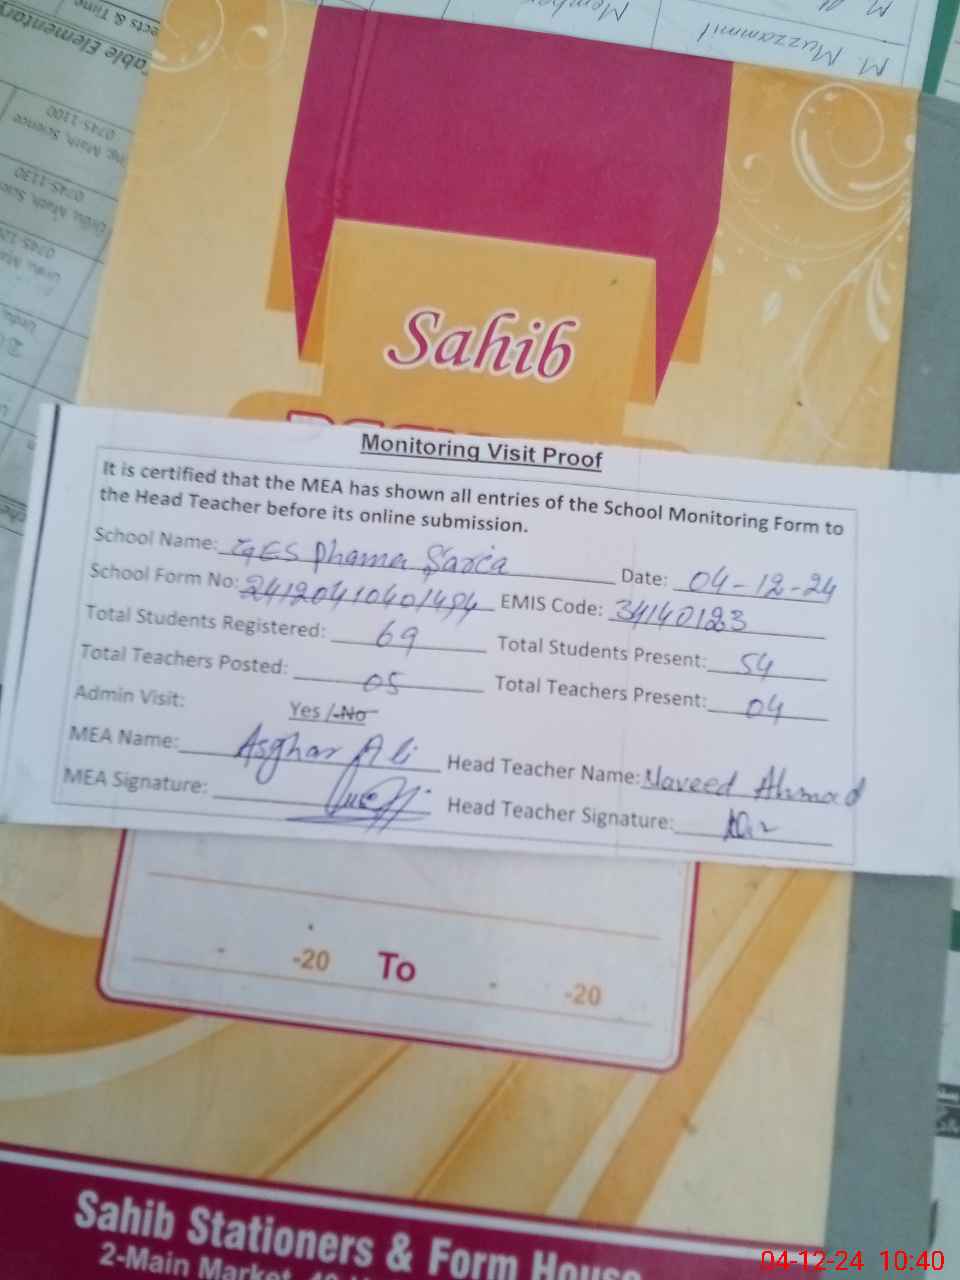 M. Muzzammil
Sahib
Monitoring Visit Proof
It is certified that the MEA has shown all entries of the School Monitoring Form to
the Head Teacher before its online submission.
School Name: GES Dhama Saria Date: 04-12-24
School Form No: EMIS Code: 34140123
Total Students Registered: 69 Total Students Present: 54
Total Teachers Posted: 05 Total Teachers Present: 04
Admin Visit: Yes / No
MEA Name: Asghar Ali Head Teacher Name: Naveed Ahmad
MEA Signature: Head Teacher Signature:
-20 To -20
Sahib Stationers & Form House
2-Main Market,
04-12-24 10:40